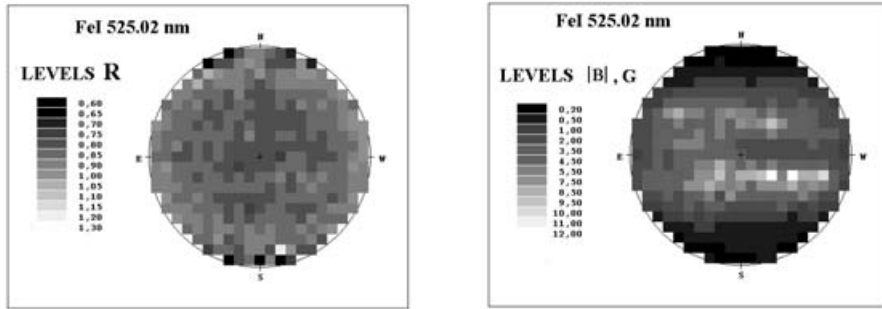 FeI 525.02 nm
N
LEVELS R
0,60
0,65
0,70
0,75
0,80
0,85
0,90
1,00
1,05
1,10
1,15
1,20
1,30
E
W
S
FeI 525.02 nm
N
LEVELS |B| , G
0,20
0,50
1,00
2,00
3,50
4,50
5,50
7,50
8,50
9,50
10,00
11,00
12,00
E
W
S